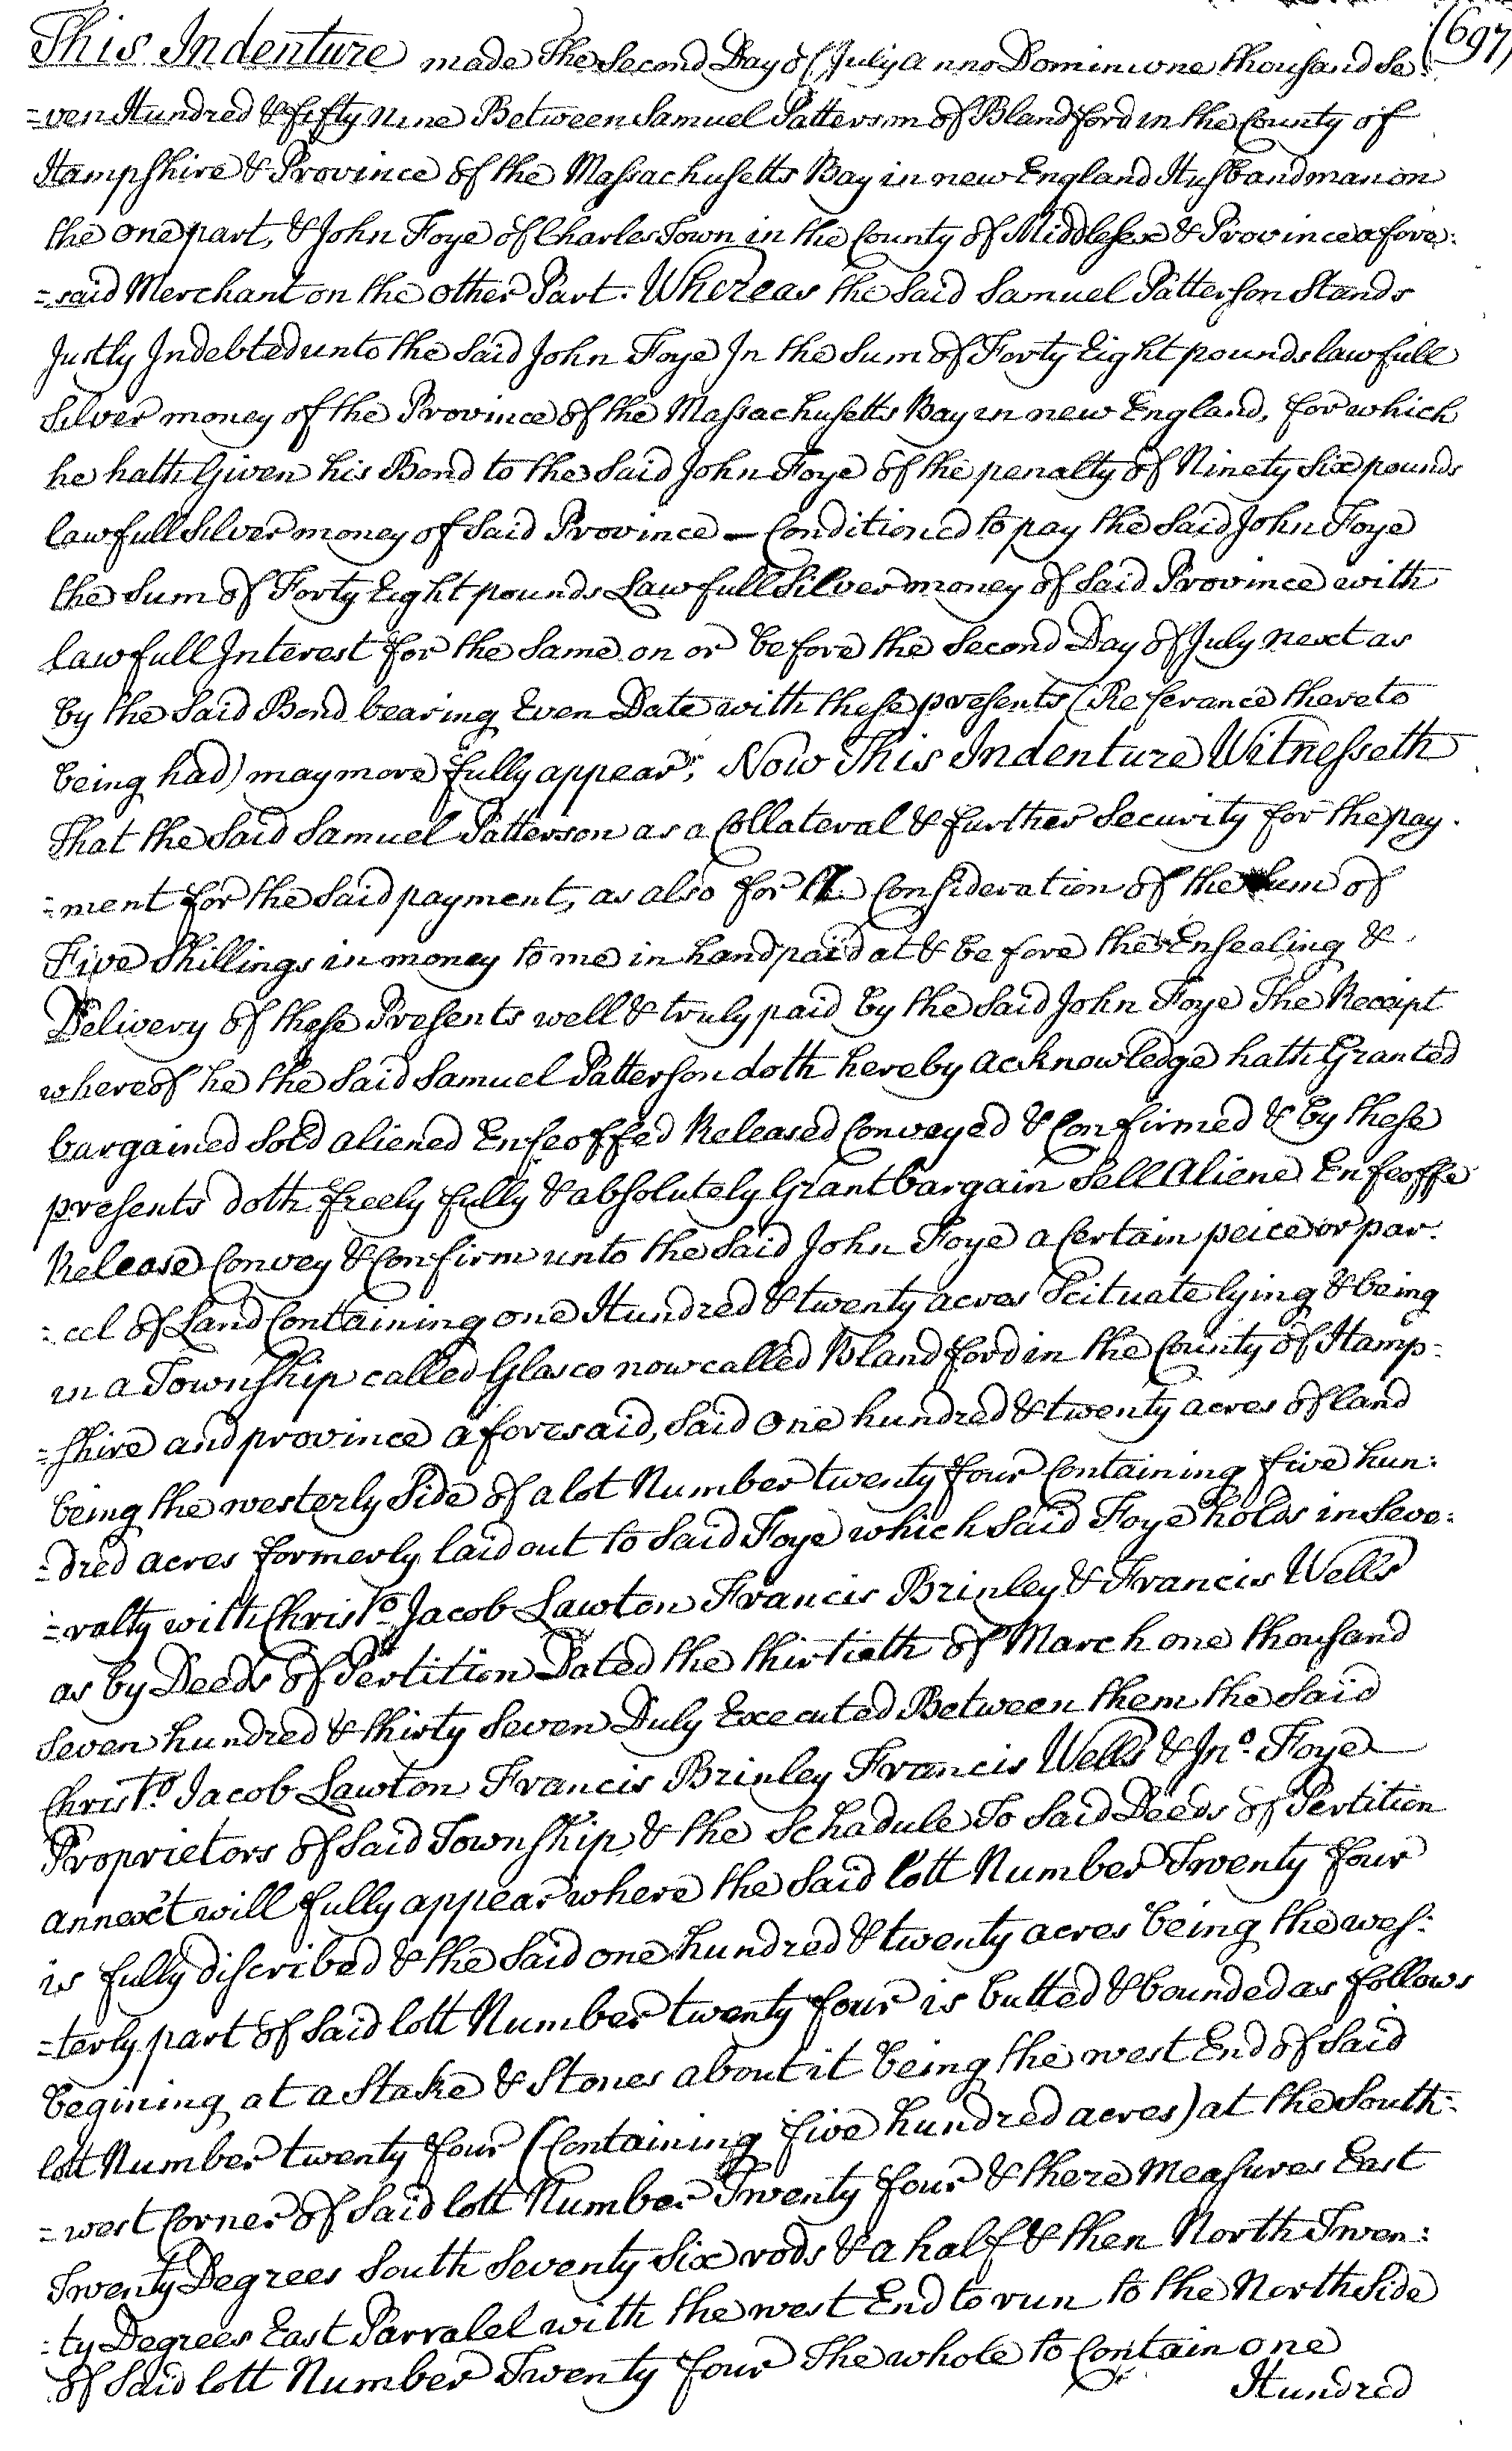 (697)
This Indenture made the Second Day of July anno Domini one thousand Se:
=ven Hundred & fifty nine Between Samuel Patterson of Blandford in the County of
Hampshire & Province of the Massachusetts Bay in new England Husbandman on
the one part, & John Foye of Charles Town in the County of Middlesex & Province afore:
=said Merchant on the other Part. Whereas the Said Samuel Patterson Stands
Justly Indebted unto the Said John Foye In the Sum of Forty Eight pounds lawfull
Silver money of the Province of the Massachusetts Bay in new England, for which
he hath Given his Bond to the Said John Foye of the penalty of Ninety Six pounds
lawfull Silver money of Said Province – Conditioned to pay the Said John Foye
the Sum of Forty Eight pounds Lawfull Silver money of Said Province with
lawfull Interest for the Same on or before the Second Day of July next as
by the Said Bond bearing Even Date with these presents (Referance thereto
being had) may more fully appear; Now This Indenture Witnesseth
That the Said Samuel Patterson as a Collateral & further Security for the pay.
=ment for the Said payment, as also for Consideration of the Sum of
Five Shillings in money to me in hand paid at & before the Ensealing &
Delivery of these Presents well & truly paid by the Said John Foye The Receipt
whereof he the Said Samuel Patterson doth hereby acknowledge hath Granted
bargained Sold aliened Enfeoffed Released Conveyed & Confirmed & by these
presents doth freely fully & absolutely Grant bargain Sell Aliene Enfeoffe
Release Convey & Confirm unto the Said John Foye a Certain peice or par:
=cel of Land Containing one Hundred & twenty acres Scituate lying & being
in a Township called Glasco now called Blandford in the County of Hamp=
=shire and province aforesaid, Said one hundred & twenty acres of land
being the westerly Side of a lot Number twenty four Containing five hun:
=dred acres formerly laid out to Said Foye which Said Foye holds in Seve:
=ralty with Christo. Jacob Lawton Francis Brinley & Francis Wells
as by Deeds of Pertition Dated the thirtieth of March one thousand
Seven hundred & thirty Seven Duly Executed Between them the Said
Christo. Jacob Lawton Francis Brinley Francis Wells & Jno. Foye
Proprietors of Said Township & the Schadule To Said Deeds of Pertition
annex't will fully appear where the Said lott Number Twenty four
is fully discribed & the Said one hundred & twenty acres being the wes:
=terly part of Said lott Number twenty four is butted & bounded as follows
begining at a Stake & Stones about it being the west End of Said
lott Number twenty four (Containing five hundred acres) at the South=
=west Corner of Said lott Number Twenty four & there Measures East
Twenty Degrees South Seventy Six rods & a half & then North Twen:
=ty Degrees East Parralel with the west End to run to the North Side
of Said lott Number Twenty four The whole to Contain one
Hundred